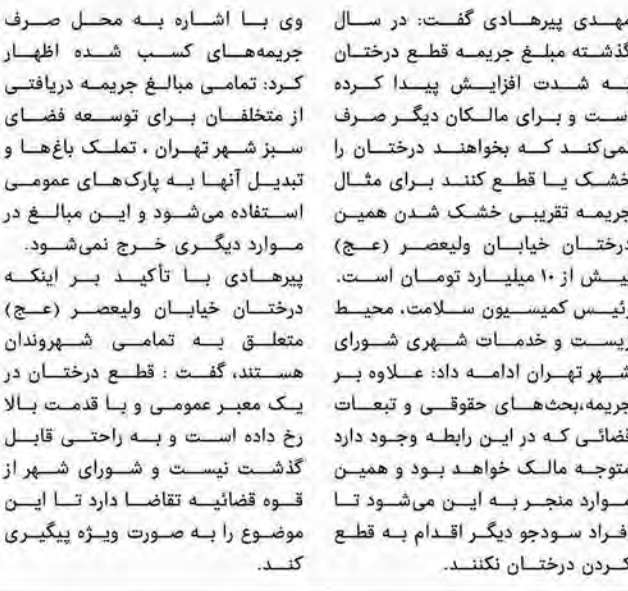 مهدی پیرهادی گفت: در سال
گذشته مبلغ جریمه قطع درختان
به شدت افزایش پیدا کرده
است و برای مالکان دیگر صرف
نمی‌کند که بخواهند درختان را
خشک یا قطع کنند برای مثال
جریمه تقریبی خشک شدن همین
درختان خیابان ولیعصر (عج)
بیش از ۱۰ میلیارد تومان است.
رئیس کمیسیون سلامت، محیط
زیست و خدمات شهری شورای
شهر تهران ادامه داد: علاوه بر
جریمه،بحث‌های حقوقی و تبعات
قضائی که در این رابطه وجود دارد
متوجه مالک خواهد بود و همین
موارد منجر به این می‌شود تا
افراد سودجو دیگر اقدام به قطع
کردن درختان نکنند.
وی با اشاره به محل صرف
جریمه‌های کسب شده اظهار
کرد: تمامی مبالغ جریمه دریافتی
از متخلفان برای توسعه فضای
سبز شهر تهران ، تملک باغ‌ها و
تبدیل آنها به پارک‌های عمومی
استفاده می‌شود و این مبالغ در
موارد دیگری خرج نمی‌شود.
پیرهادی با تأکید بر اینکه
درختان خیابان ولیعصر (عج)
متعلق به تمامی شهروندان
هستند، گفت : قطع درختان در
یک معبر عمومی و با قدمت بالا
رخ داده است و به راحتی قابل
گذشت نیست و شورای شهر از
قوه قضائیه تقاضا دارد تا این
موضوع را به صورت ویژه پیگیری
کند.